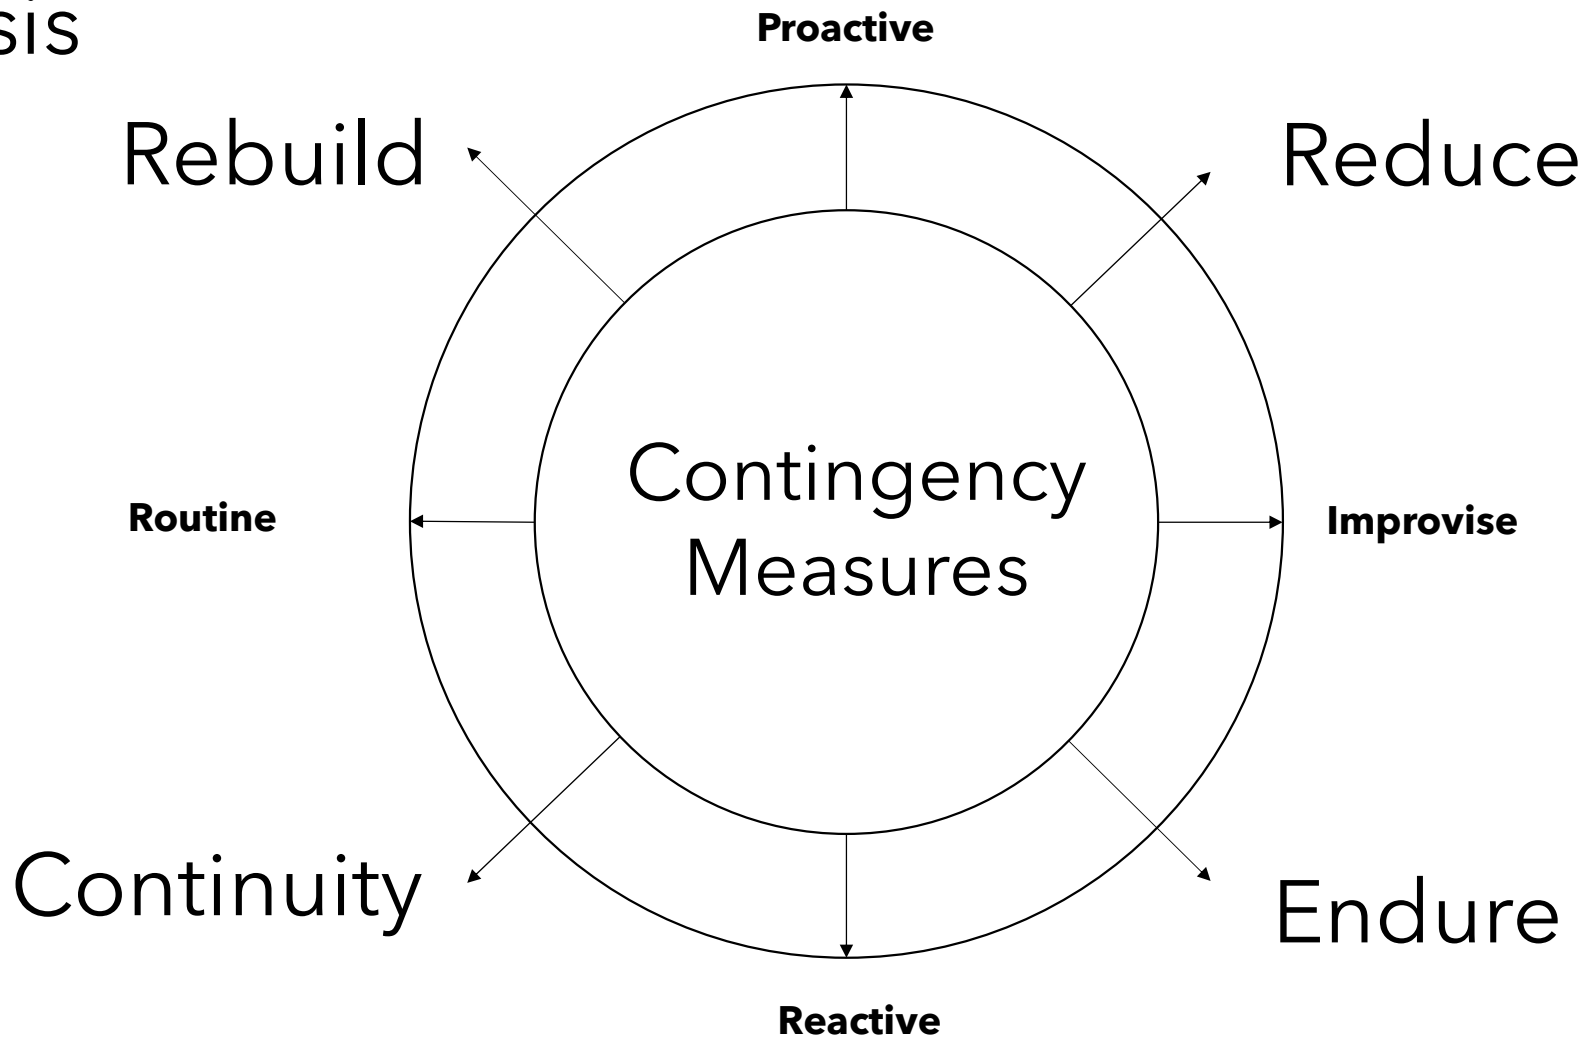 sis
Proactive
Rebuild
Reduce
Contingency
Measures
Routine
Improvise
Continuity
Endure
Reactive